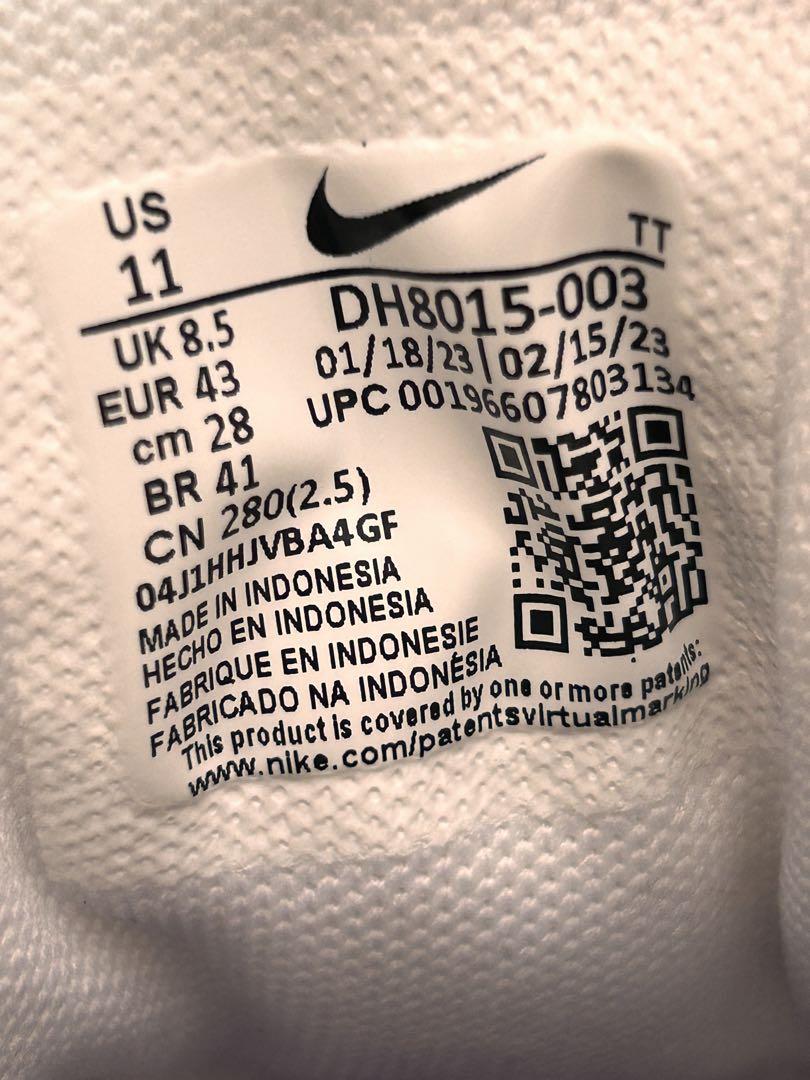 US
11
TT
UK 8.5
EUR 43
cm 28
BR 41
CN 280(2.5)
DH8015-003
01/18/23 | 02/15/23
UPC 00196607803134
04J1HHJVBA4GF
MADE IN INDONESIA
HECHO EN INDONESIA
FABRIQUE EN INDONESIE
FABRICADO NA INDONÉSIA
This product is covered by one or more patents:
www.nike.com/patentsvirtualmarking